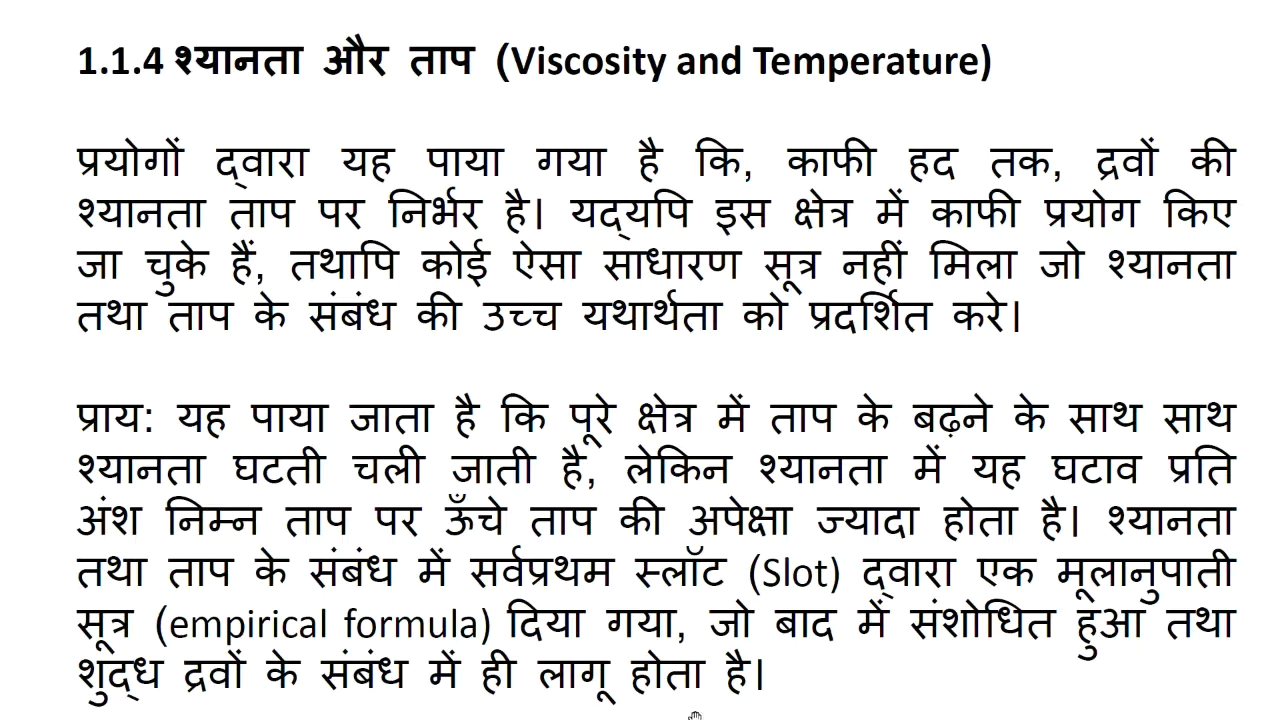 1.1.4 श्यानता और ताप (Viscosity and Temperature)
प्रयोगों द्वारा यह पाया गया है कि, काफी हद तक, द्रवों की
श्यानता ताप पर निर्भर है। यद्यपि इस क्षेत्र में काफी प्रयोग किए
जा चुके हैं, तथापि कोई ऐसा साधारण सूत्र नहीं मिला जो श्यानता
तथा ताप के संबंध की उच्च यथार्थता को प्रदर्शित करे।
प्राय: यह पाया जाता है कि पूरे क्षेत्र में ताप के बढ़ने के साथ साथ
श्यानता घटती चली जाती है, लेकिन श्यानता में यह घटाव प्रति
अंश निम्न ताप पर ऊँचे ताप की अपेक्षा ज्यादा होता है। श्यानता
तथा ताप के संबंध में सर्वप्रथम स्लॉट (Slot) द्वारा एक मूलानुपाती
सूत्र (empirical formula) दिया गया, जो बाद में संशोधित हुआ तथा
शुद्ध द्रवों के संबंध में ही लागू होता है।